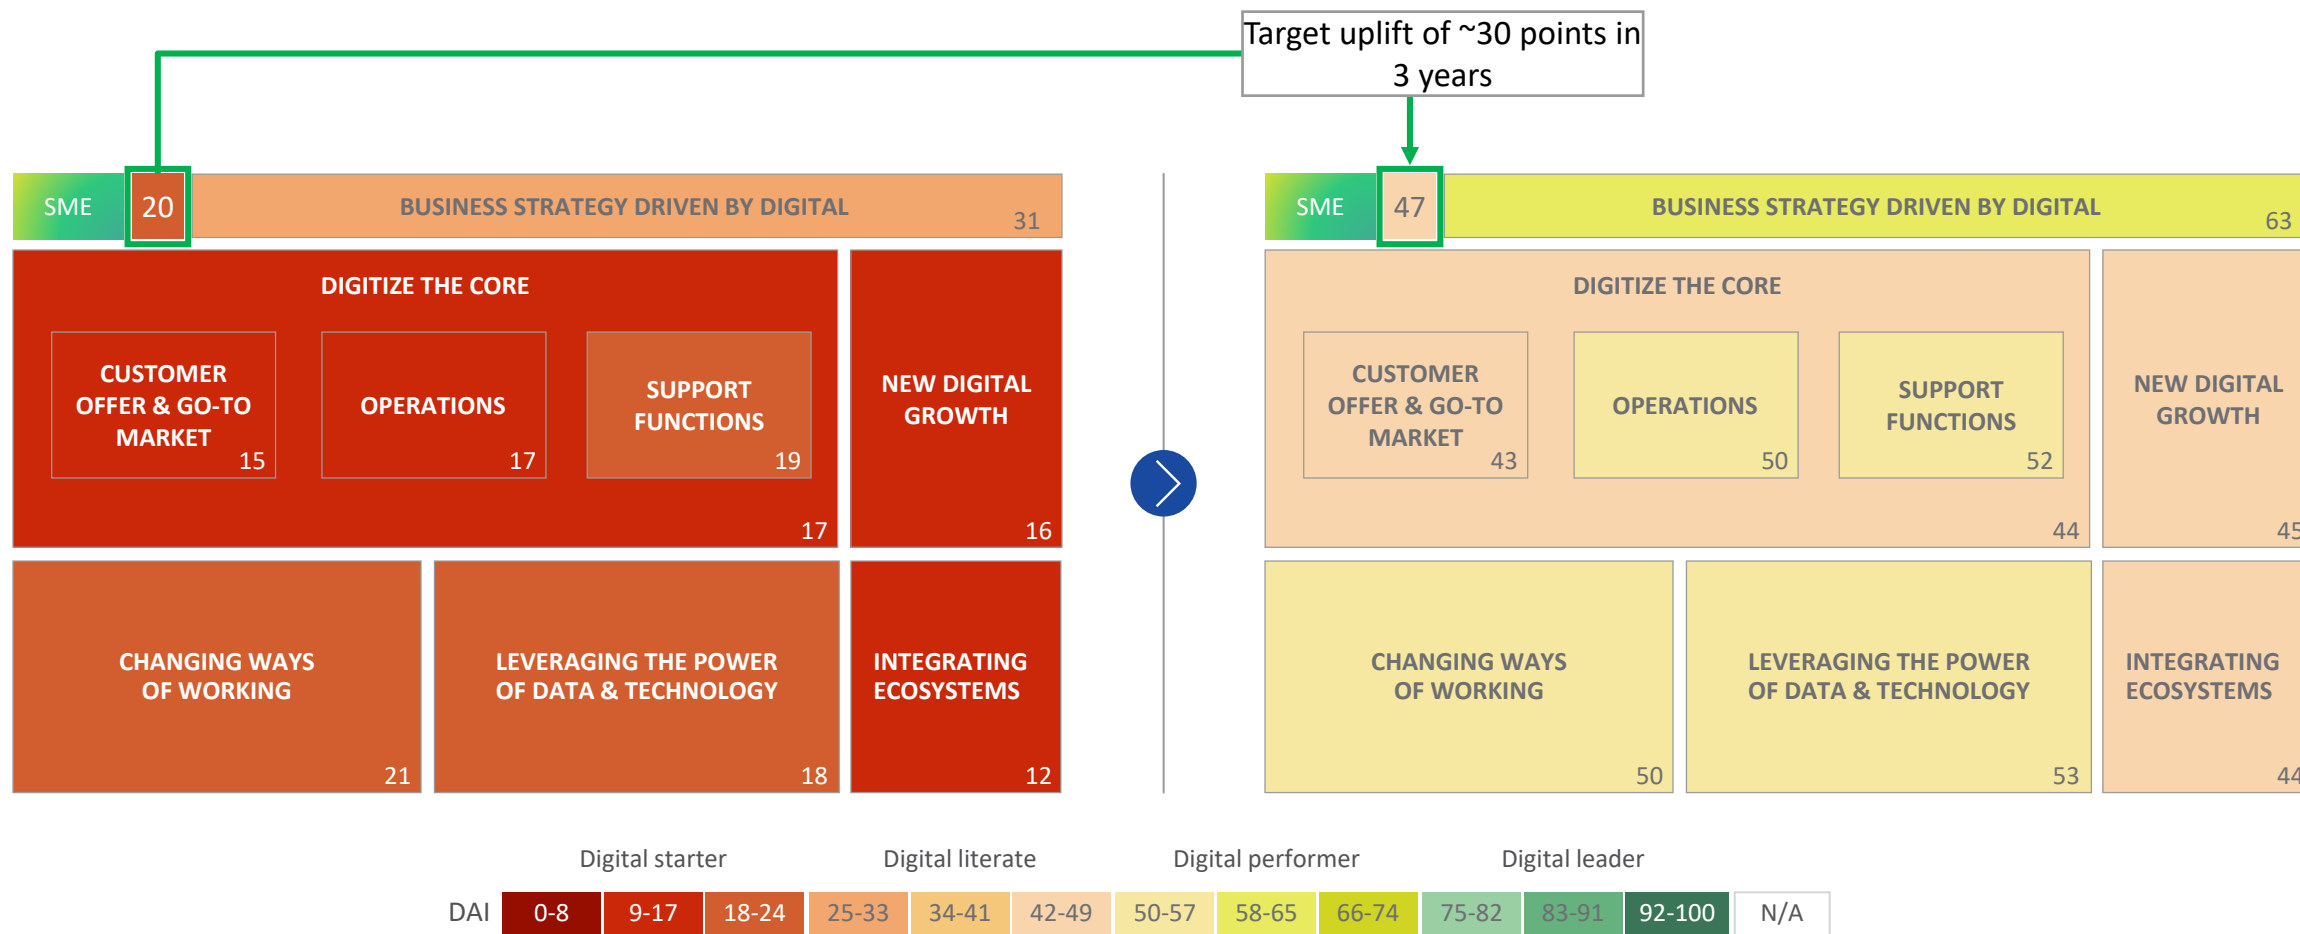 Target uplift of ~30 points in
3 years
SME
20
BUSINESS STRATEGY DRIVEN BY DIGITAL
31
DIGITIZE THE CORE
CUSTOMER
OFFER & GO-TO
MARKET
15
OPERATIONS
17
SUPPORT
FUNCTIONS
19
17
NEW DIGITAL
GROWTH
16
CHANGING WAYS
OF WORKING
21
LEVERAGING THE POWER
OF DATA & TECHNOLOGY
18
INTEGRATING
ECOSYSTEMS
12
SME
47
BUSINESS STRATEGY DRIVEN BY DIGITAL
63
DIGITIZE THE CORE
CUSTOMER
OFFER & GO-TO
MARKET
43
OPERATIONS
50
SUPPORT
FUNCTIONS
52
44
NEW DIGITAL
GROWTH
45
CHANGING WAYS
OF WORKING
50
LEVERAGING THE POWER
OF DATA & TECHNOLOGY
53
INTEGRATING
ECOSYSTEMS
44
Digital starter
Digital literate
Digital performer
Digital leader
DAI 0-8 9-17 18-24 25-33 34-41 42-49 50-57 58-65 66-74 75-82 83-91 92-100 N/A